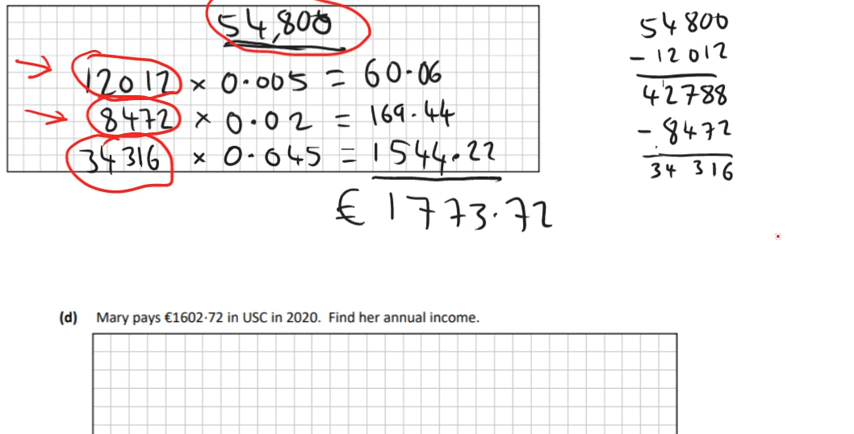 54,800
→ 12012 × 0.005 = 60.06
→ 8472 × 0.02 = 169.44
34316 × 0.045 = 1544.22
€ 1773.72
54800
- 12012
42788
- 8472
34 316
(d) Mary pays €1602·72 in USC in 2020. Find her annual income.